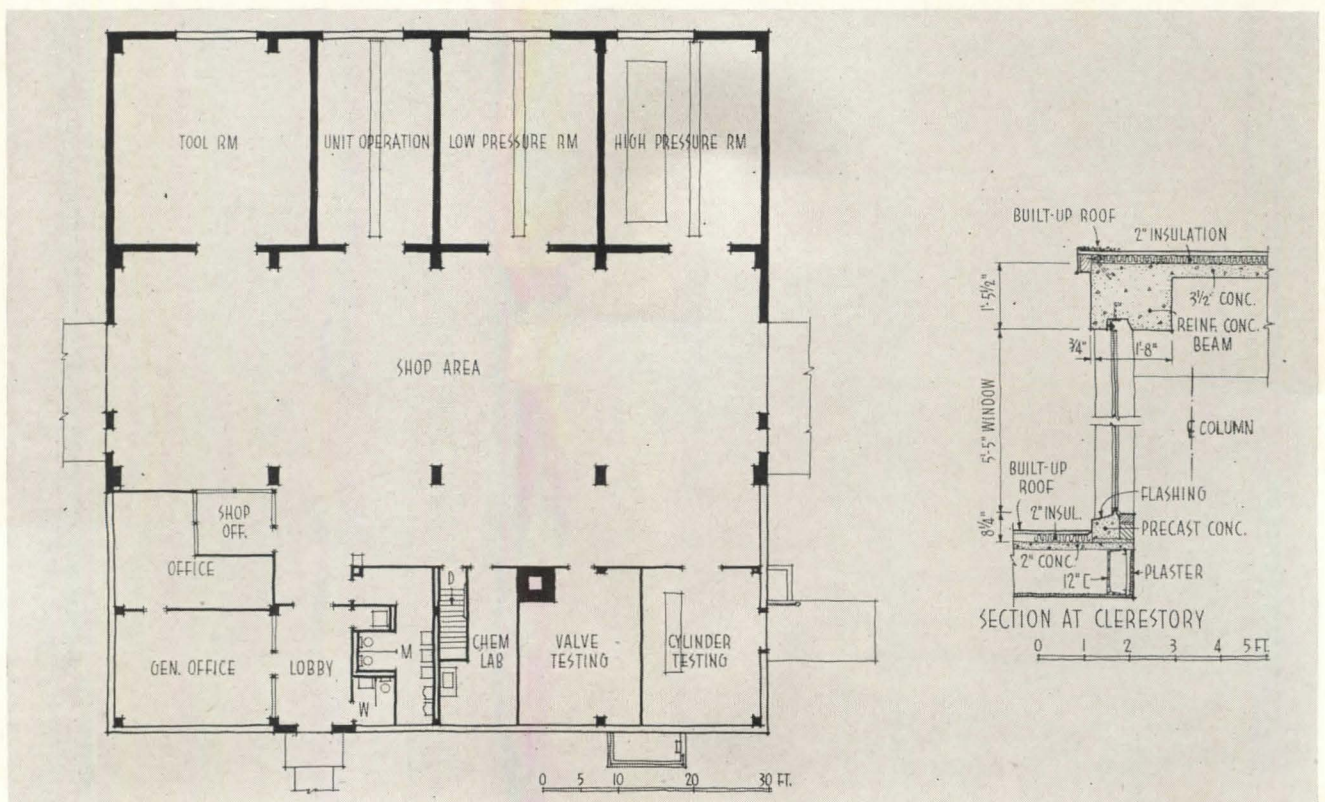 TOOL RM
UNIT OPERATION
LOW PRESSURE RM
HIGH PRESSURE RM
SHOP AREA
SHOP
OFF.
OFFICE
GEN. OFFICE
LOBBY
M
W
D
CHEM
LAB
VALVE
TESTING
CYLINDER
TESTING
0 5 10 20 30 FT.
BUILT-UP ROOF
2" INSULATION
1'-5½"
3½" CONC.
REINF. CONC.
BEAM
¾"
1'-8"
5'-5" WINDOW
℄ COLUMN
BUILT-UP
ROOF
FLASHING
2" INSUL.
8¼"
PRECAST CONC.
2" CONC.
12" [
PLASTER
SECTION AT CLERESTORY
0 1 2 3 4 5 FT.